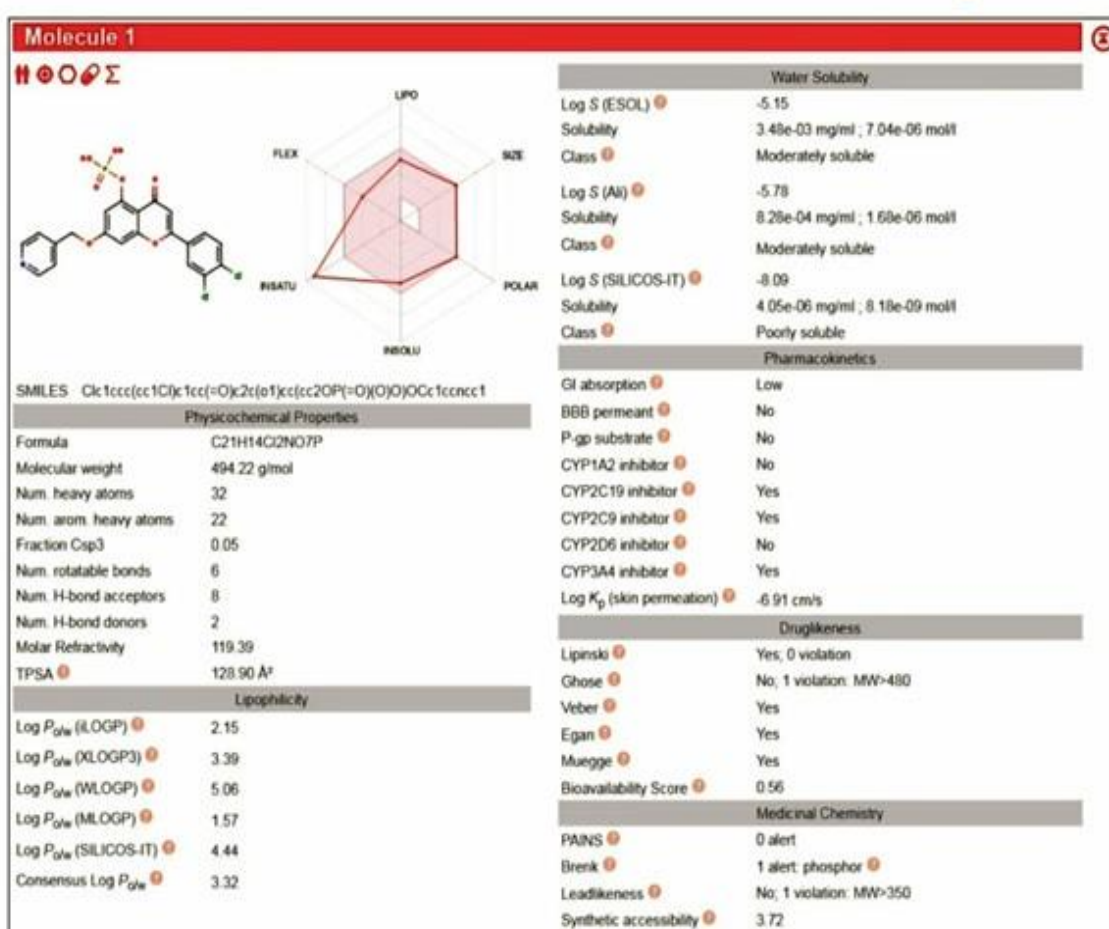 Molecule 1
LIPO
FLEX
SIZE
INSATU
POLAR
INSOLU
SMILES Clc1ccc(cc1Cl)c1cc(=O)c2c(o1)cc(cc2OP(=O)(O)O)OCc1ccncc1
Physicochemical Properties
Formula C21H14Cl2NO7P
Molecular weight 494.22 g/mol
Num. heavy atoms 32
Num. arom. heavy atoms 22
Fraction Csp3 0.05
Num. rotatable bonds 6
Num. H-bond acceptors 8
Num. H-bond donors 2
Molar Refractivity 119.39
TPSA 128.90 Å²
Lipophilicity
Log Po/w (iLOGP) 2.15
Log Po/w (XLOGP3) 3.39
Log Po/w (WLOGP) 5.06
Log Po/w (MLOGP) 1.57
Log Po/w (SILICOS-IT) 4.44
Consensus Log Po/w 3.32
Water Solubility
Log S (ESOL) -5.15
Solubility 3.48e-03 mg/ml ; 7.04e-06 mol/l
Class Moderately soluble
Log S (Ali) -5.78
Solubility 8.28e-04 mg/ml ; 1.68e-06 mol/l
Class Moderately soluble
Log S (SILICOS-IT) -8.09
Solubility 4.05e-06 mg/ml ; 8.18e-09 mol/l
Class Poorly soluble
Pharmacokinetics
GI absorption Low
BBB permeant No
P-gp substrate No
CYP1A2 inhibitor No
CYP2C19 inhibitor Yes
CYP2C9 inhibitor Yes
CYP2D6 inhibitor No
CYP3A4 inhibitor Yes
Log Kp (skin permeation) -6.91 cm/s
Druglikeness
Lipinski Yes; 0 violation
Ghose No; 1 violation: MW>480
Veber Yes
Egan Yes
Muegge Yes
Bioavailability Score 0.56
Medicinal Chemistry
PAINS 0 alert
Brenk 1 alert: phosphor
Leadlikeness No; 1 violation: MW>350
Synthetic accessibility 3.72